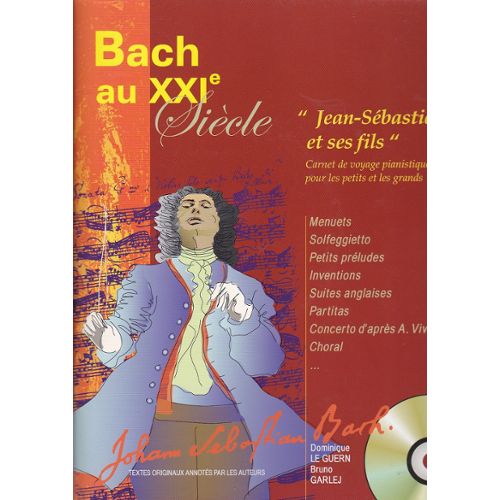 Bach
au XXIe
Siècle
" Jean-Sébastic
et ses fils "
Carnet de voyage pianistique
pour les petits et les grands
Menuets
Solfeggietto
Petits préludes
Inventions
Suites anglaises
Partitas
Concerto d'après A. Viv
Choral
...
Johann Sebastian Bach.
Dominique
LE GUERN
Bruno
GARLEJ
TEXTES ORIGINAUX ANNOTÉS PAR LES AUTEURS